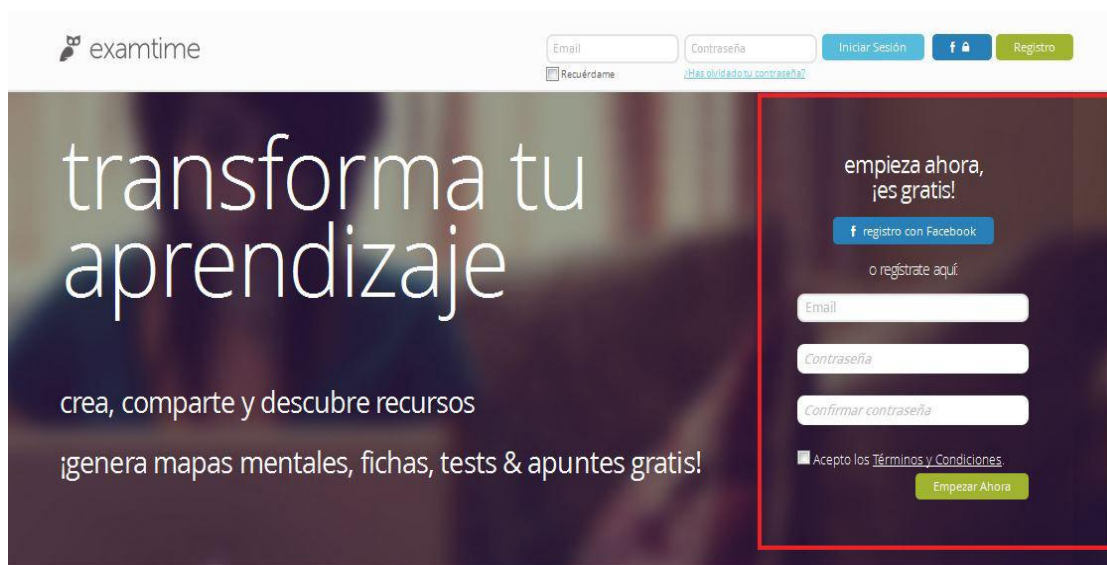 examtime
Email
Contraseña
Iniciar Sesión
f
Registro
Recuérdame
¿Has olvidado tu contraseña?
transforma tu
aprendizaje
crea, comparte y descubre recursos
¡genera mapas mentales, fichas, tests & apuntes gratis!
empieza ahora,
¡es gratis!
f registro con Facebook
o regístrate aquí:
Email
Contraseña
Confirmar contraseña
Acepto los Términos y Condiciones.
Empezar Ahora